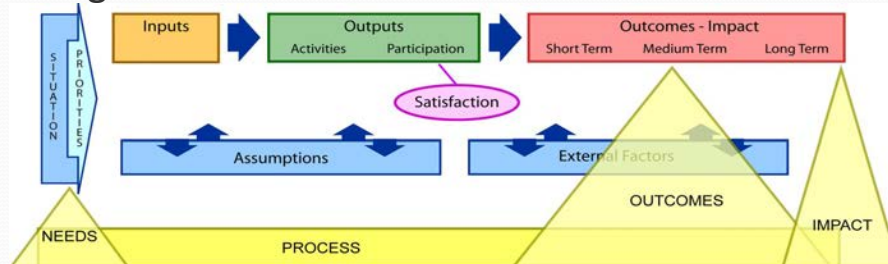 Inputs
Outputs
Activities Participation
Outcomes - Impact
Short Term Medium Term Long Term
SITUATION
PRIORITIES
Satisfaction
Assumptions
External Factors
NEEDS
PROCESS
OUTCOMES
IMPACT